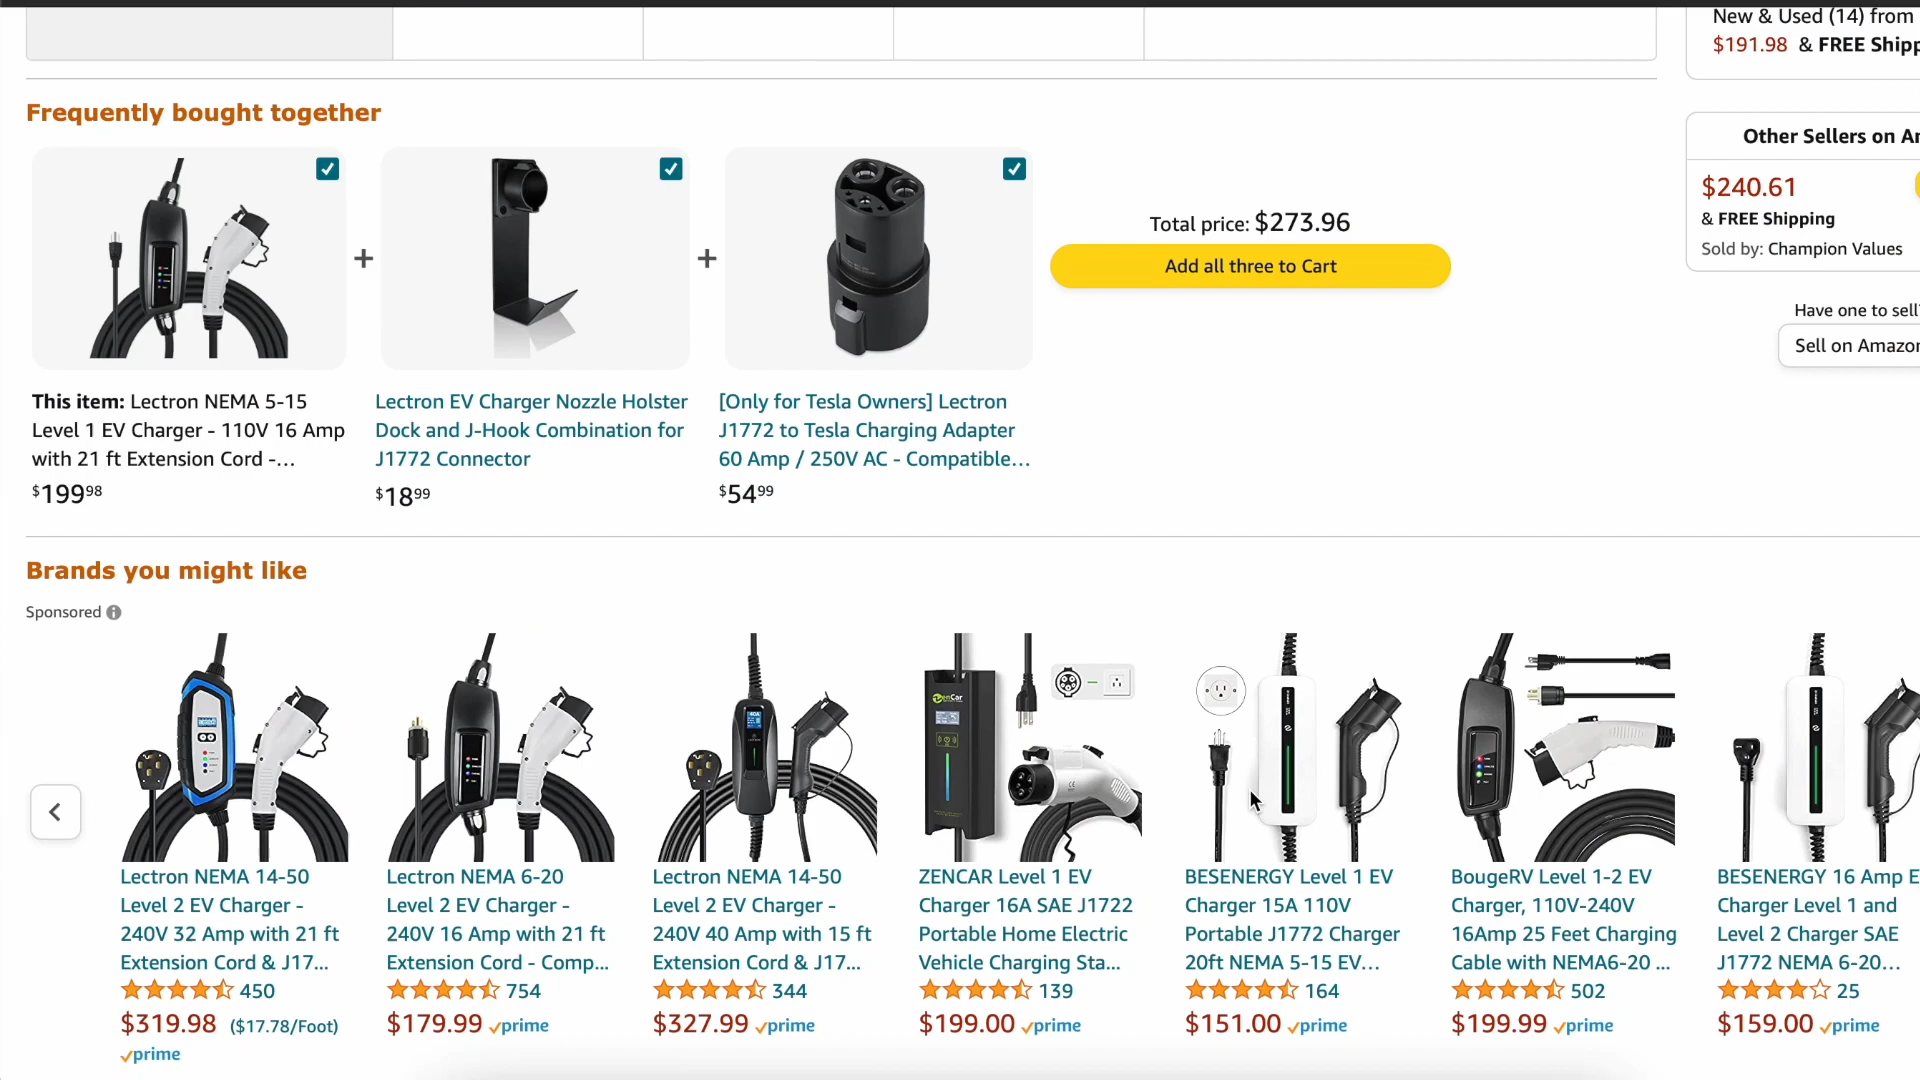 New & Used (14) from
$191.98 & FREE Shipp
Frequently bought together
Total price: $273.96
Add all three to Cart
This item: Lectron NEMA 5-15
Level 1 EV Charger - 110V 16 Amp
with 21 ft Extension Cord -...
$199 98
Lectron EV Charger Nozzle Holster
Dock and J-Hook Combination for
J1772 Connector
$18 99
[Only for Tesla Owners] Lectron
J1772 to Tesla Charging Adapter
60 Amp / 250V AC - Compatible...
$54 99
Other Sellers on Am
$240.61
& FREE Shipping
Sold by: Champion Values
Have one to sell?
Sell on Amazon
Brands you might like
Sponsored
Lectron NEMA 14-50
Level 2 EV Charger -
240V 32 Amp with 21 ft
Extension Cord & J17...
450
$319.98 ($17.78/Foot)
prime
Lectron NEMA 6-20
Level 2 EV Charger -
240V 16 Amp with 21 ft
Extension Cord - Comp...
754
$179.99 prime
Lectron NEMA 14-50
Level 2 EV Charger -
240V 40 Amp with 15 ft
Extension Cord & J17...
344
$327.99 prime
ZenCar
ZENCAR Level 1 EV
Charger 16A SAE J1722
Portable Home Electric
Vehicle Charging Sta...
139
$199.00 prime
BESENERGY Level 1 EV
Charger 15A 110V
Portable J1772 Charger
20ft NEMA 5-15 EV...
164
$151.00 prime
BougeRV Level 1-2 EV
Charger, 110V-240V
16Amp 25 Feet Charging
Cable with NEMA6-20 ...
502
$199.99 prime
BESENERGY 16 Amp E
Charger Level 1 and
Level 2 Charger SAE
J1772 NEMA 6-20...
25
$159.00 prime